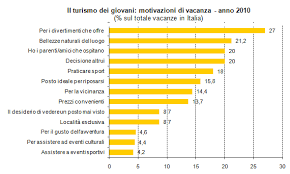 Il turismo dei giovani: motivazioni di vacanza - anno 2010
(% sul totale vacanze in Italia)
Per i divertimenti che offre 27
Bellezze naturali del luogo 21,2
Ho i parenti/amici che ospitano 20
Decisione altrui 20
Praticare sport 18
Posto ideale per riposarsi 15,8
Per la vicinanza 14,4
Prezzi convenienti 13,7
Il desiderio di vedere un posto mai visto 8,7
Località esclusiva 8,7
Per il gusto dell'avventura 4,6
Per assistere ad eventi culturali 4,4
Assistere a eventi sportivi 4,2
0 5 10 15 20 25 30